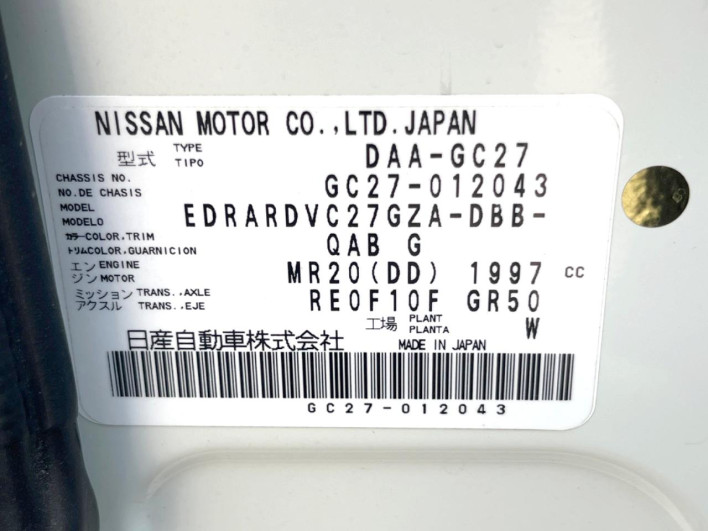 NISSAN MOTOR CO.,LTD.JAPAN
型式 TYPE TIPO DAA-GC27
CHASSIS NO. NO.DE CHASIS GC27-012043
MODEL MODELO EDRARDVC27GZA-DBB-
カラー COLOR,TRIM トリム COLOR,GUARNICION QAB G
エンジン ENGINE MOTOR MR20(DD) 1997 CC
ミッション TRANS.,AXLE アクスル TRANS.,EJE RE0F10F GR50
工場 PLANT PLANTA W
日産自動車株式会社 MADE IN JAPAN
GC27-012043